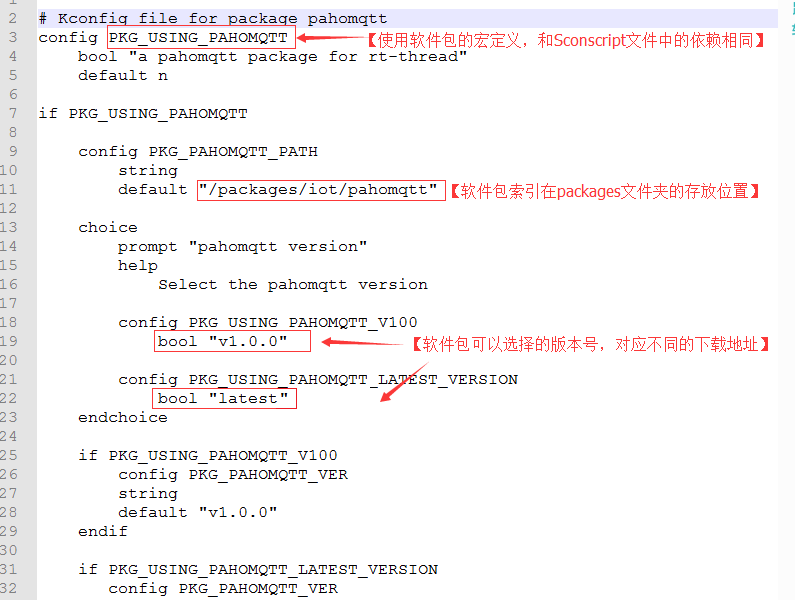 1
2 # Kconfig file for package pahomqtt
3 config PKG_USING_PAHOMQTT 【使用软件包的宏定义，和Sconscript文件中的依赖相同】
4 bool "a pahomqtt package for rt-thread"
5 default n
6
7 if PKG_USING_PAHOMQTT
8
9 config PKG_PAHOMQTT_PATH
10 string
11 default "/packages/iot/pahomqtt" 【软件包索引在packages文件夹的存放位置】
12
13 choice
14 prompt "pahomqtt version"
15 help
16 Select the pahomqtt version
17
18 config PKG_USING_PAHOMQTT_V100
19 bool "v1.0.0" 【软件包可以选择的版本号，对应不同的下载地址】
20
21 config PKG_USING_PAHOMQTT_LATEST_VERSION
22 bool "latest"
23 endchoice
24
25 if PKG_USING_PAHOMQTT_V100
26 config PKG_PAHOMQTT_VER
27 string
28 default "v1.0.0"
29 endif
30
31 if PKG_USING_PAHOMQTT_LATEST_VERSION
32 config PKG_PAHOMQTT_VER